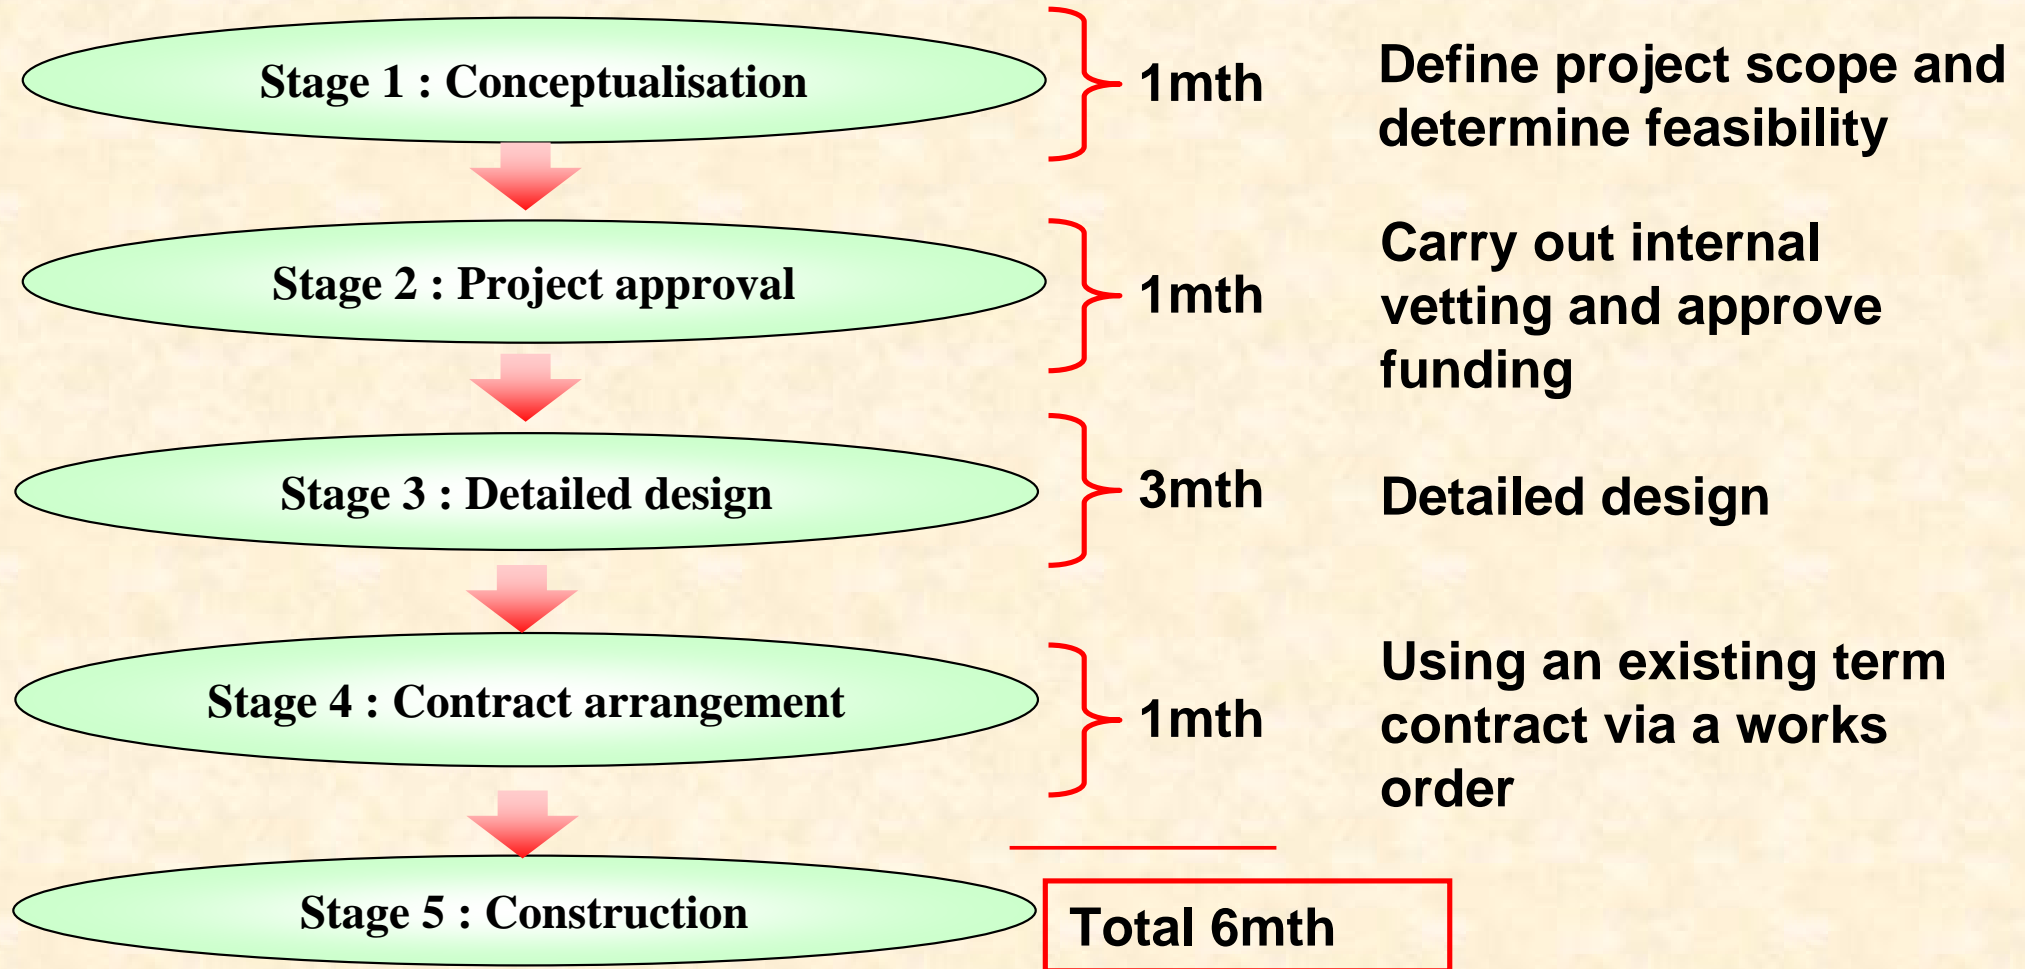 Stage 1 : Conceptualisation
1mth
Define project scope and
determine feasibility
Stage 2 : Project approval
1mth
Carry out internal
vetting and approve
funding
Stage 3 : Detailed design
3mth
Detailed design
Stage 4 : Contract arrangement
1mth
Using an existing term
contract via a works
order
Stage 5 : Construction
Total 6mth